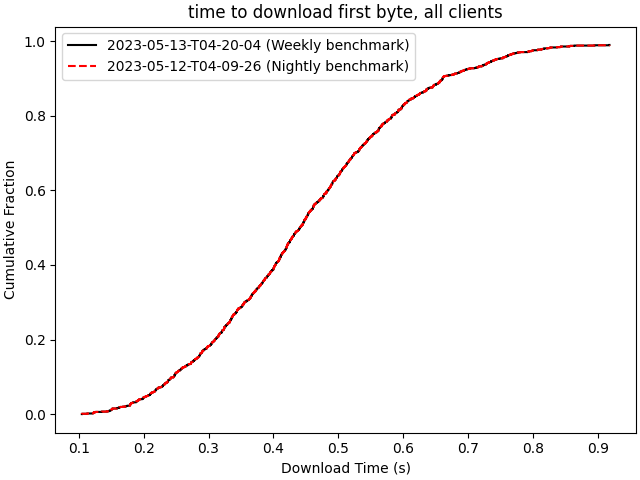 time to download first byte, all clients
2023-05-13-T04-20-04 (Weekly benchmark)
2023-05-12-T04-09-26 (Nightly benchmark)
Cumulative Fraction
1.0
0.8
0.6
0.4
0.2
0.0
0.1 0.2 0.3 0.4 0.5 0.6 0.7 0.8 0.9
Download Time (s)